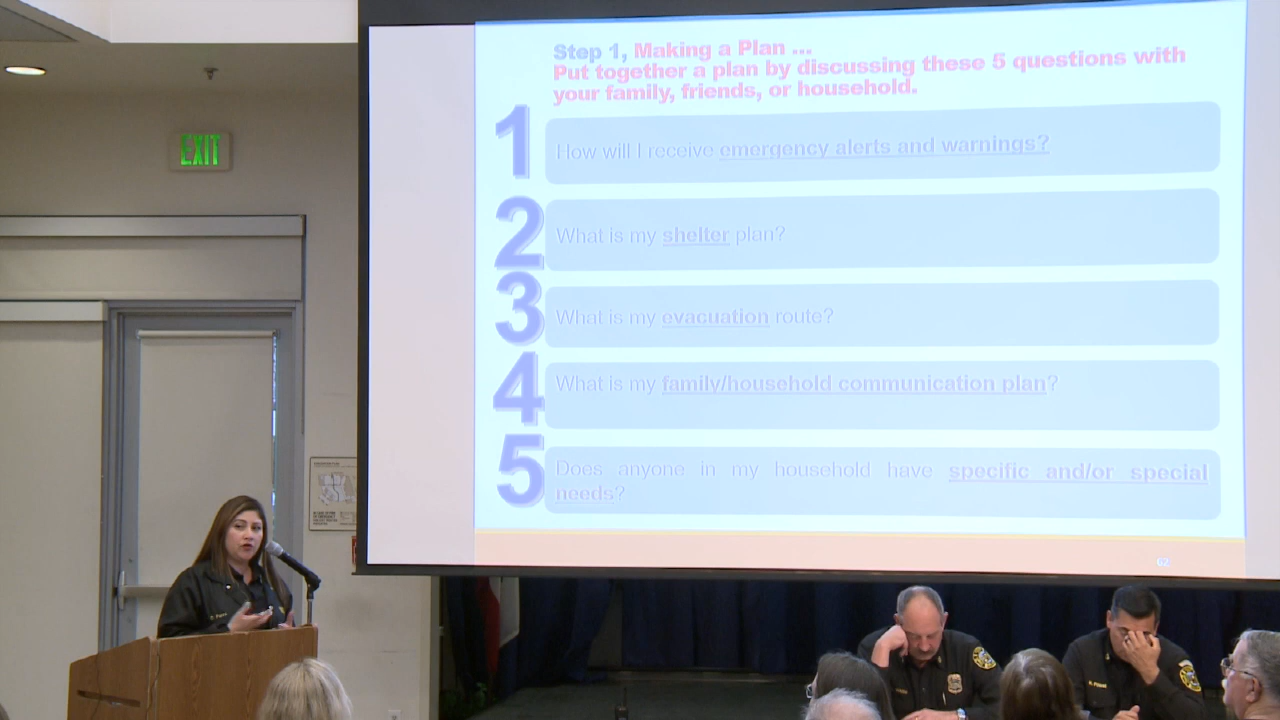 Step 1, Making a Plan ...
Put together a plan by discussing these 5 questions with
your family, friends, or household.
1
How will I receive emergency alerts and warnings?
2
What is my shelter plan?
3
What is my evacuation route?
4
What is my family/household communication plan?
5
Does anyone in my household have specific and/or special
needs?
62
EXIT